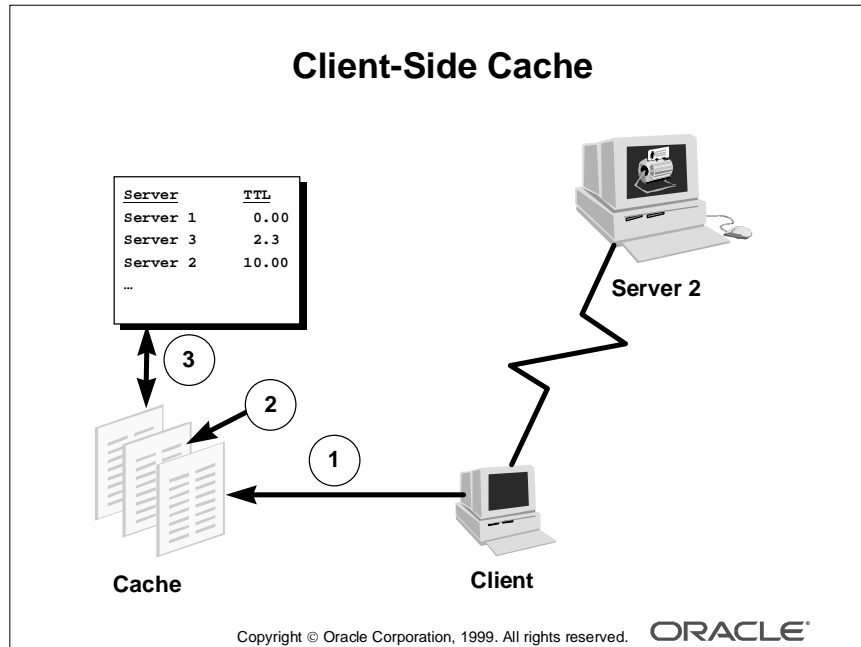 Client-Side Cache
Server TTL
Server 1 0.00
Server 3 2.3
Server 2 10.00
…
Server 2
3
2
1
Cache
Client
Copyright © Oracle Corporation, 1999. All rights reserved. ORACLE®